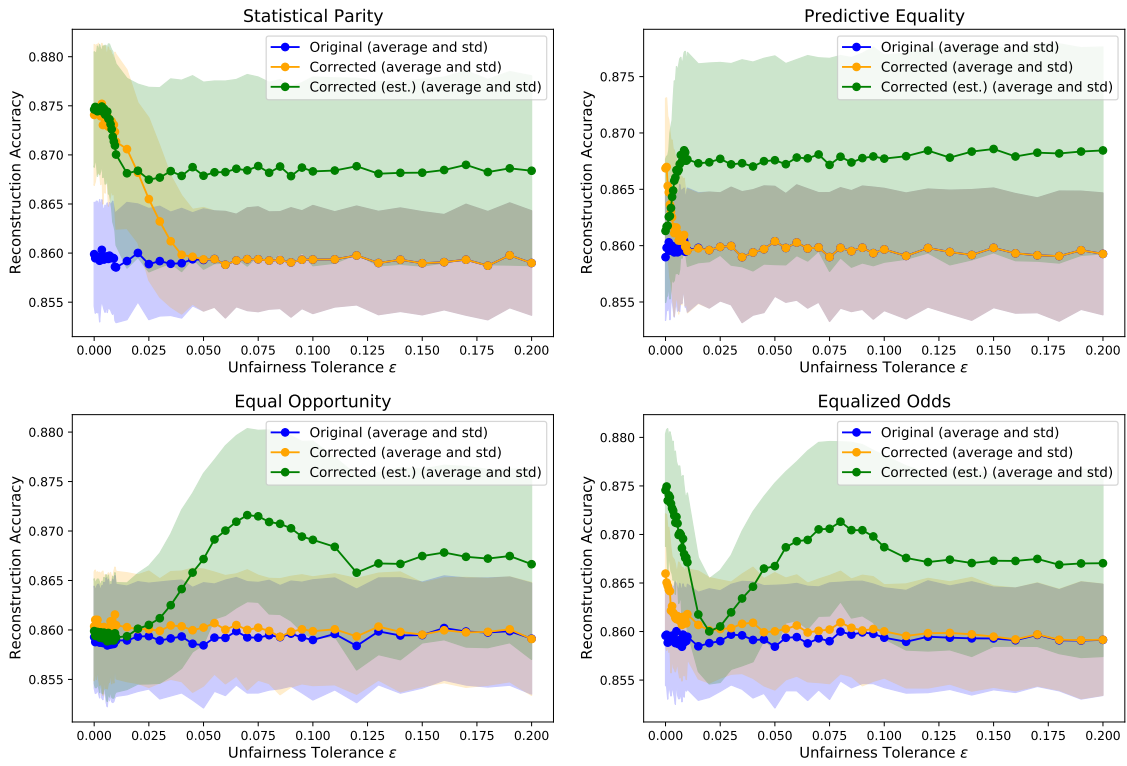 Statistical Parity
Original (average and std)
Corrected (average and std)
Corrected (est.) (average and std)
Reconstruction Accuracy
0.880
0.875
0.870
0.865
0.860
0.855
0.000 0.025 0.050 0.075 0.100 0.125 0.150 0.175 0.200
Unfairness Tolerance ε
Predictive Equality
Original (average and std)
Corrected (average and std)
Corrected (est.) (average and std)
Reconstruction Accuracy
0.875
0.870
0.865
0.860
0.855
0.000 0.025 0.050 0.075 0.100 0.125 0.150 0.175 0.200
Unfairness Tolerance ε
Equal Opportunity
Original (average and std)
Corrected (average and std)
Corrected (est.) (average and std)
Reconstruction Accuracy
0.880
0.875
0.870
0.865
0.860
0.855
0.000 0.025 0.050 0.075 0.100 0.125 0.150 0.175 0.200
Unfairness Tolerance ε
Equalized Odds
Original (average and std)
Corrected (average and std)
Corrected (est.) (average and std)
Reconstruction Accuracy
0.880
0.875
0.870
0.865
0.860
0.855
0.000 0.025 0.050 0.075 0.100 0.125 0.150 0.175 0.200
Unfairness Tolerance ε